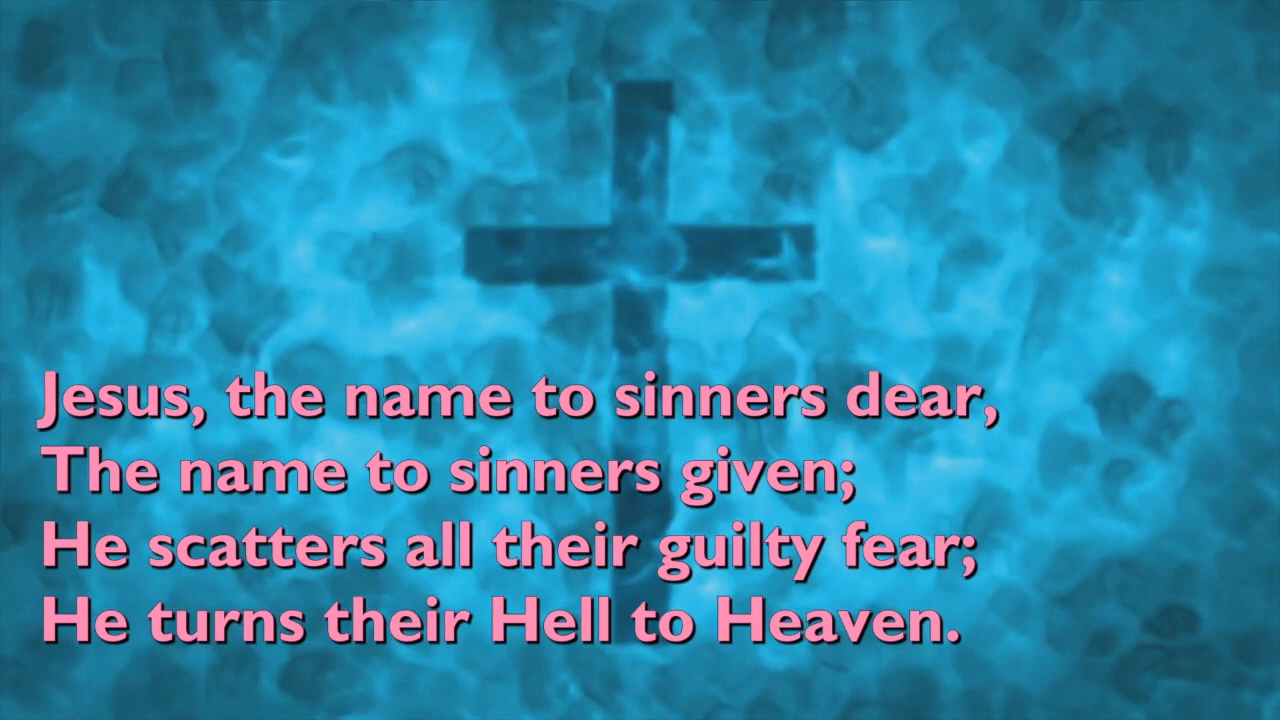 Jesus, the name to sinners dear,
The name to sinners given;
He scatters all their guilty fear;
He turns their Hell to Heaven.